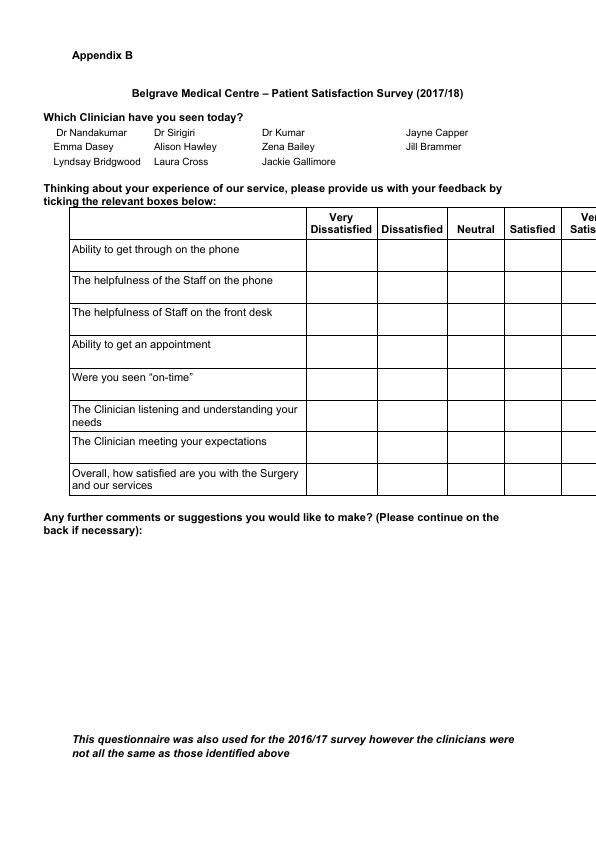 Appendix B
Belgrave Medical Centre – Patient Satisfaction Survey (2017/18)
Which Clinician have you seen today?
Dr Nandakumar Dr Sirigiri Dr Kumar Jayne Capper
Emma Dasey Alison Hawley Zena Bailey Jill Brammer
Lyndsay Bridgwood Laura Cross Jackie Gallimore
Thinking about your experience of our service, please provide us with your feedback by
ticking the relevant boxes below:
Very
Dissatisfied Dissatisfied Neutral Satisfied
Ability to get through on the phone
The helpfulness of the Staff on the phone
The helpfulness of Staff on the front desk
Ability to get an appointment
Were you seen “on-time”
The Clinician listening and understanding your
needs
The Clinician meeting your expectations
Overall, how satisfied are you with the Surgery
and our services
Any further comments or suggestions you would like to make? (Please continue on the
back if necessary):
This questionnaire was also used for the 2016/17 survey however the clinicians were
not all the same as those identified above